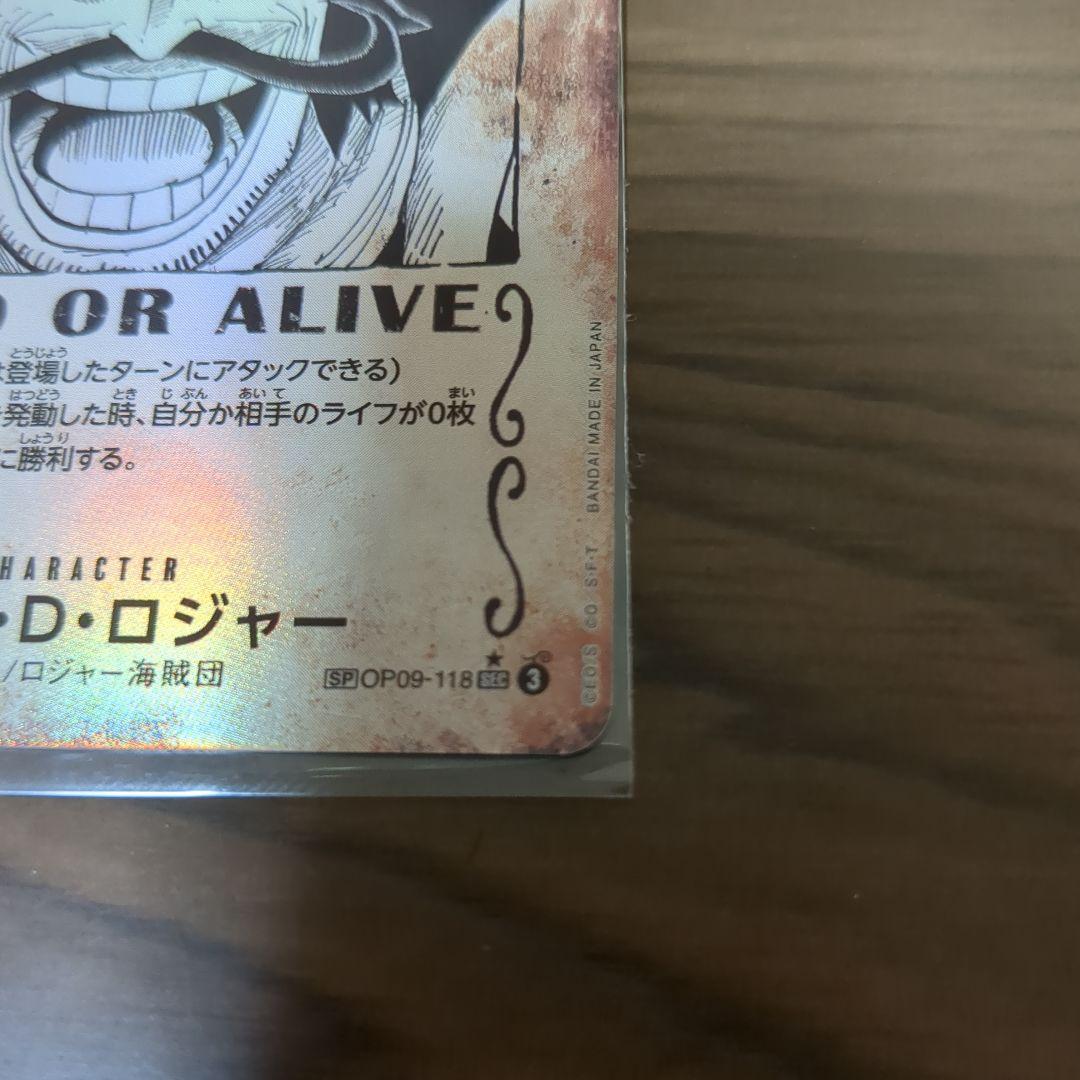 OR ALIVE
登場したターンにアタックできる)
発動した時、自分か相手のライフが0枚
に勝利する。
CHARACTER
・D・ロジャー
/ロジャー海賊団
SP OP09-118 SEC 3
©E.O./S ©O. S·F·T BANDAI MADE IN JAPAN